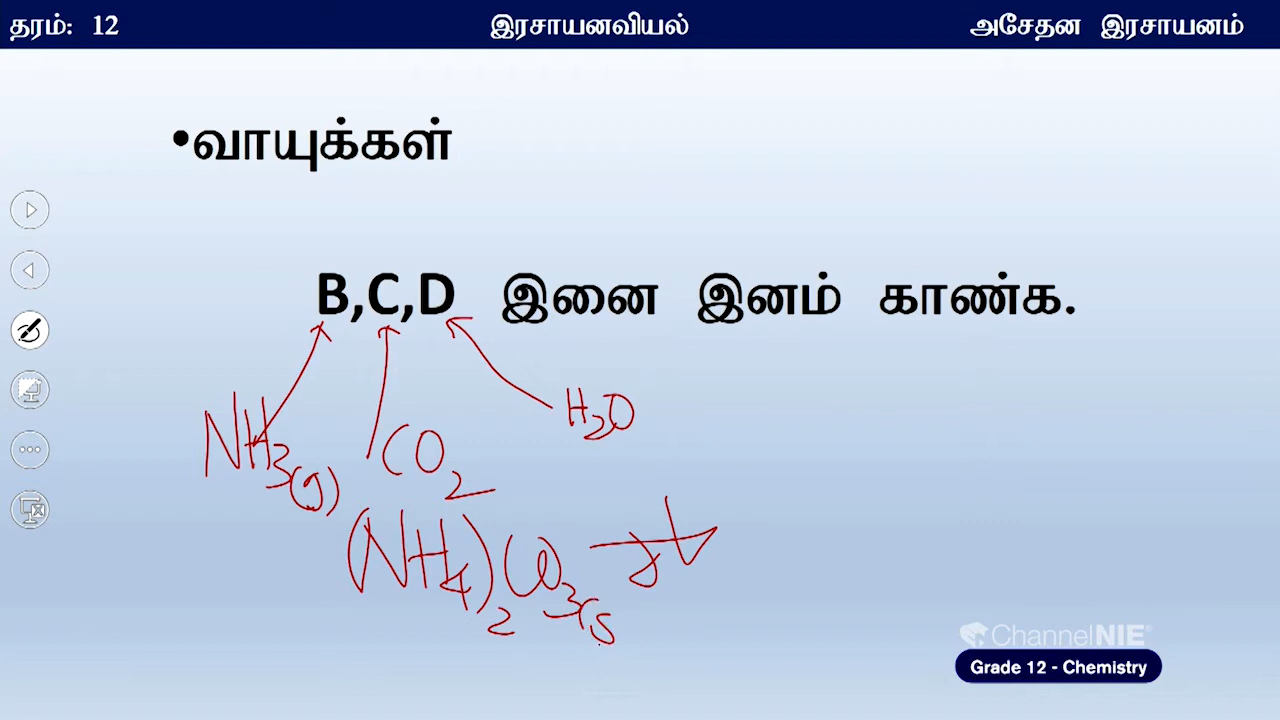 தரம்: 12 இரசாயனவியல் அசேதன இரசாயனம்
•வாயுக்கள்
B,C,D இனை இனம் காண்க.
H₂O
NH₃(g) CO₂
(NH₄)₂CO₃(s
ChannelNIE
Grade 12 - Chemistry